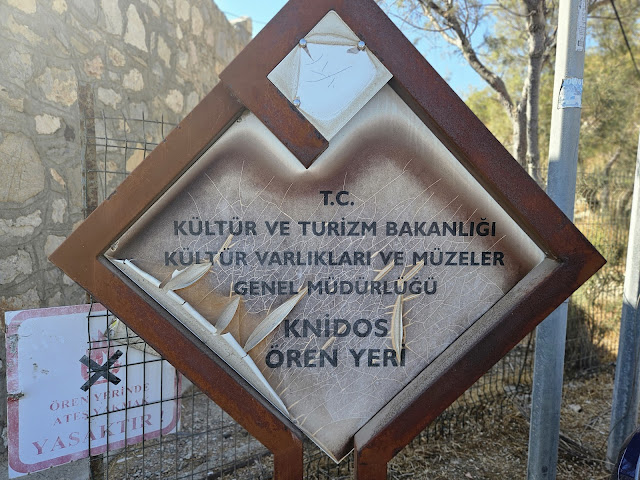 T.C.
KÜLTÜR VE TURİZM BAKANLIĞI
KÜLTÜR VARLIKLARI VE MÜZELER
GENEL MÜDÜRLÜĞÜ
KNİDOS
ÖREN YERİ
ÖREN YERİNDE
ATEŞ YAKMAK
YASAKTIR